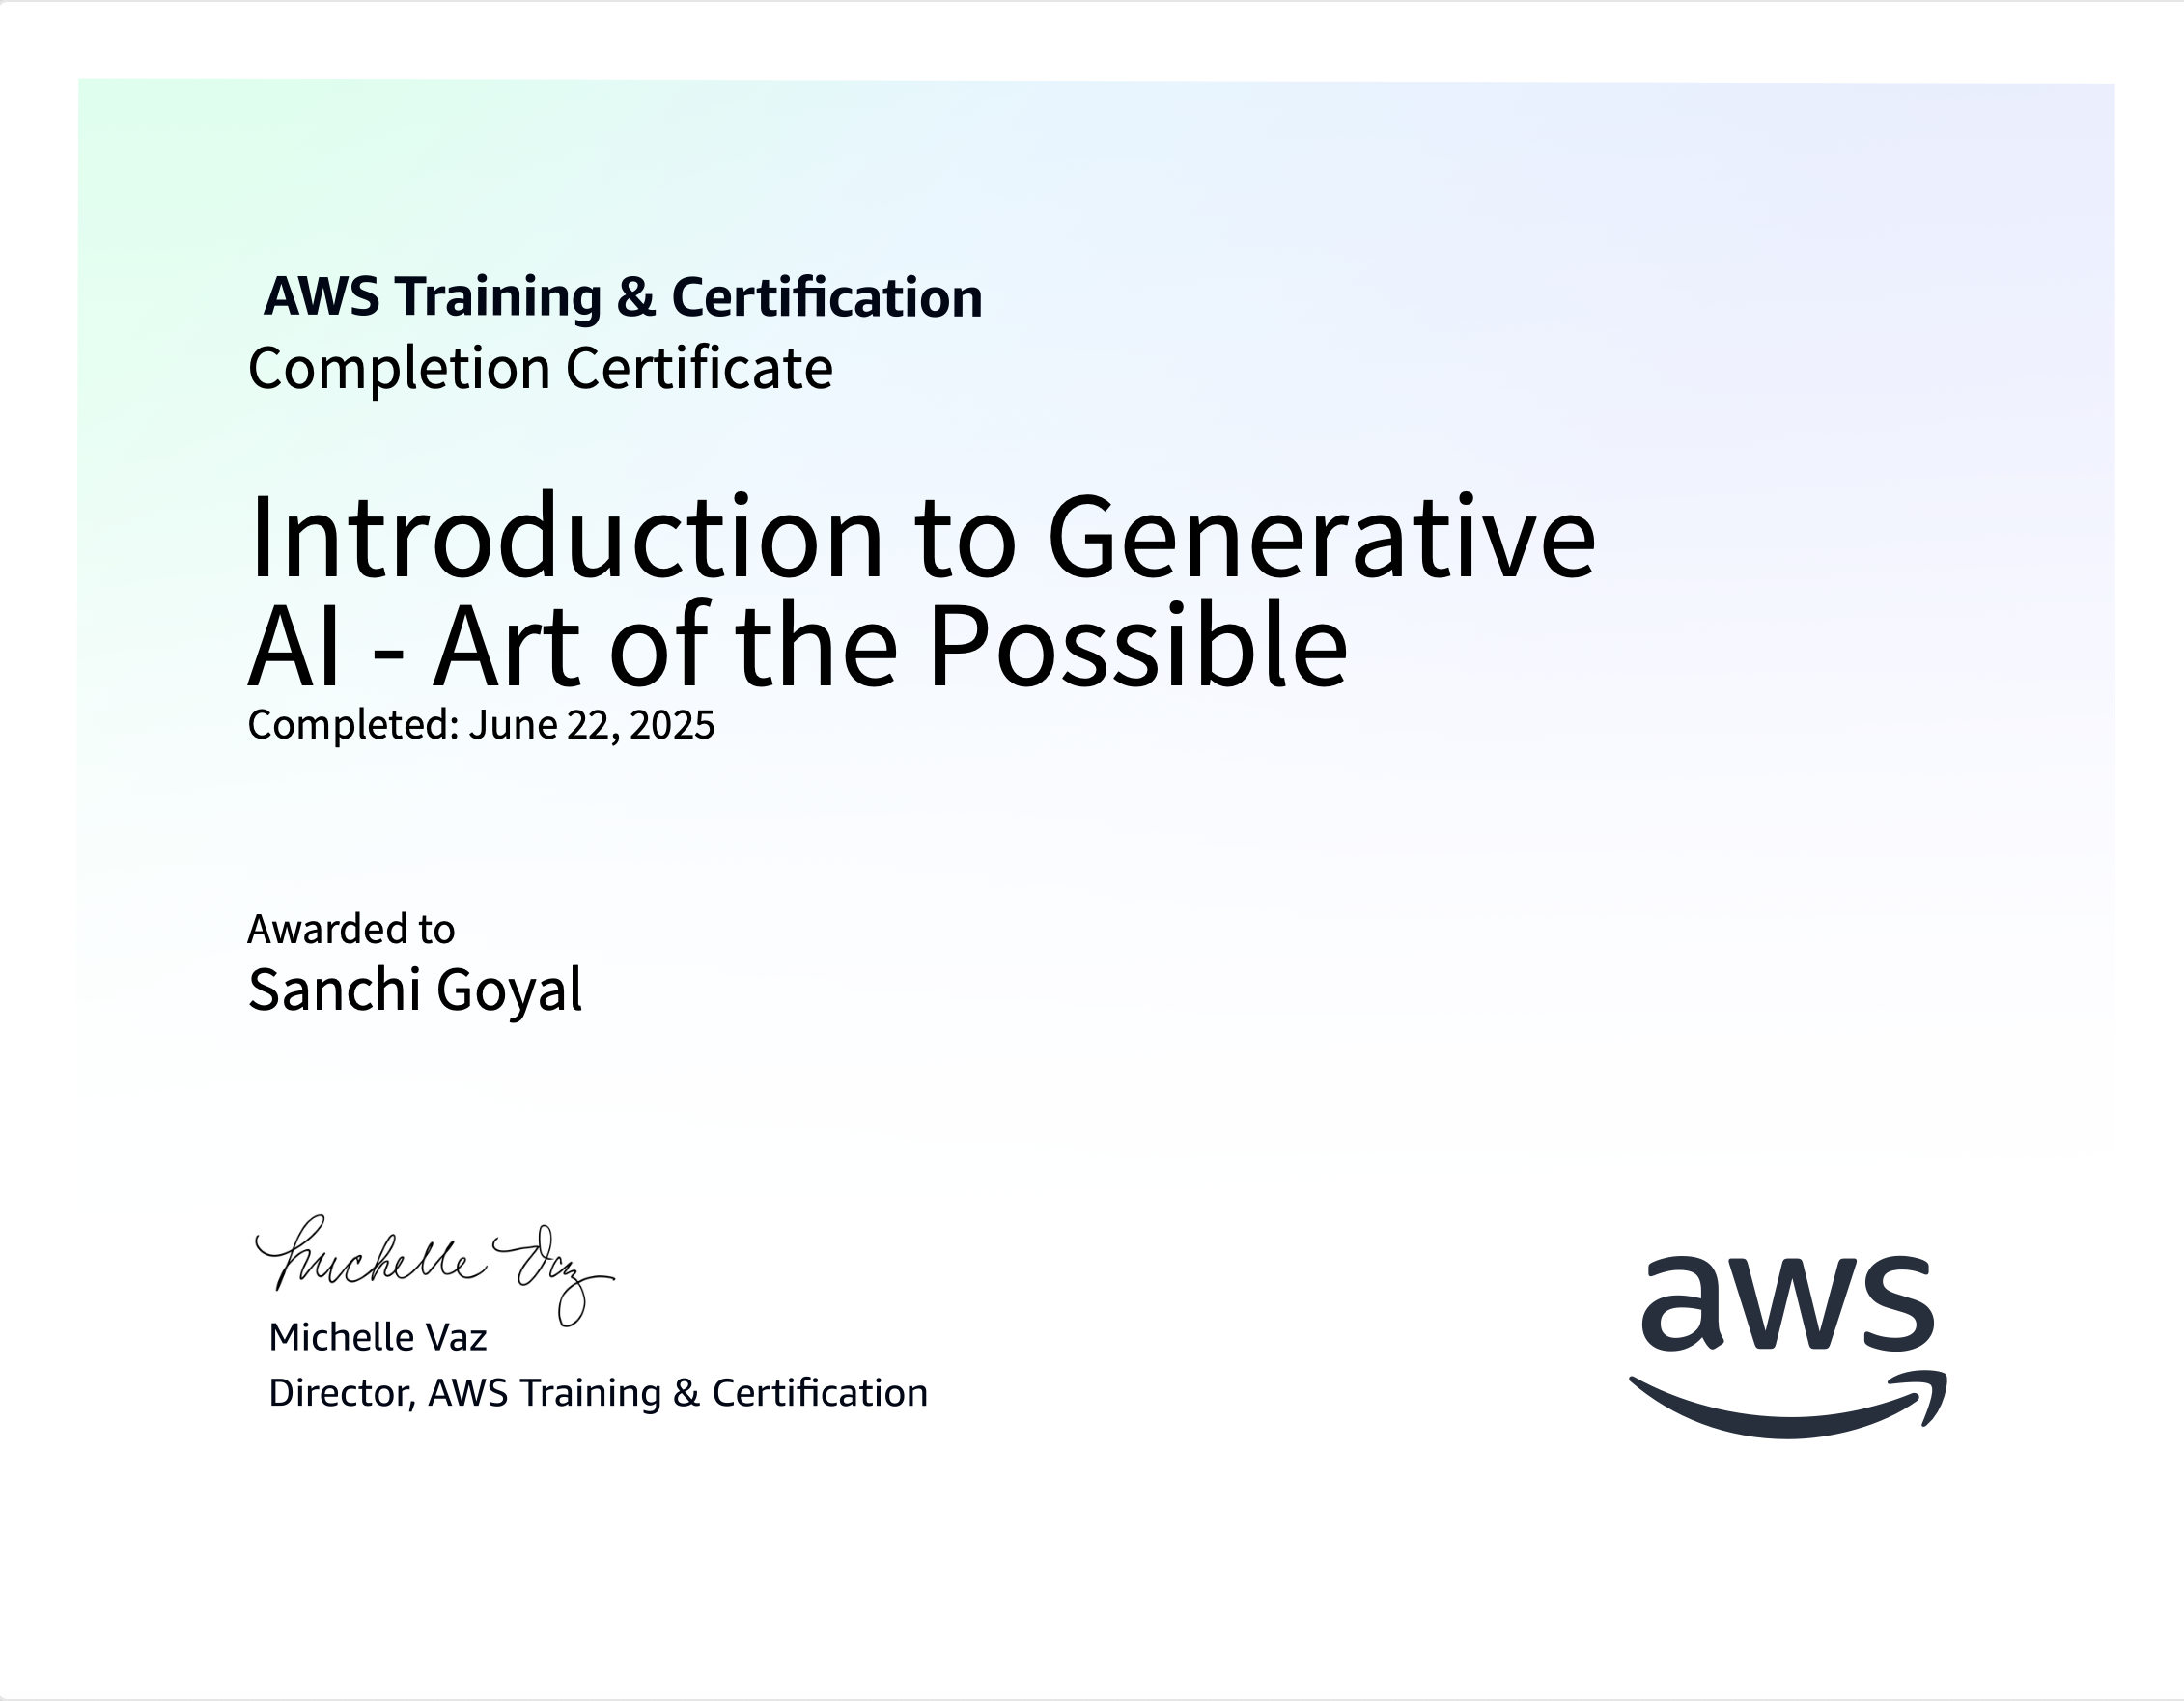 AWS Training & Certification
Completion Certificate
Introduction to Generative
AI - Art of the Possible
Completed: June 22, 2025
Awarded to
Sanchi Goyal
Michelle Vaz
Michelle Vaz
Director, AWS Training & Certification
aws